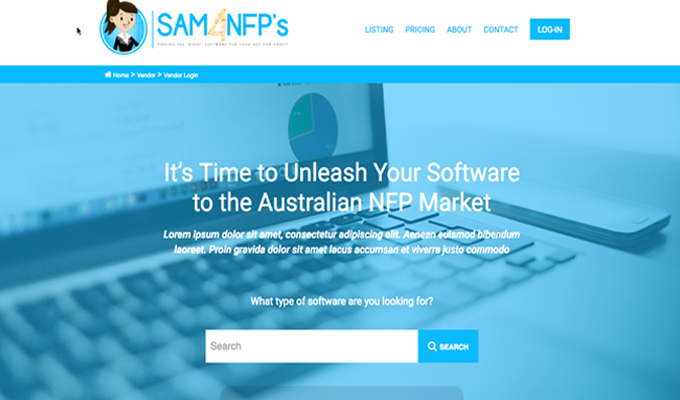 SAM4NFP's
FINDING THE "RIGHT" SOFTWARE FOR YOUR NOT-FOR-PROFIT
LISTING PRICING ABOUT CONTACT LOG-IN
Home > Vendor > Vendor Login
It's Time to Unleash Your Software
to the Australian NFP Market
Lorem ipsum dolor sit amet, consectetur adipiscing elit. Aenean euismod bibendum
laoreet. Proin gravida dolor sit amet lacus accumsan et viverra justo commodo
What type of software are you looking for?
Search SEARCH